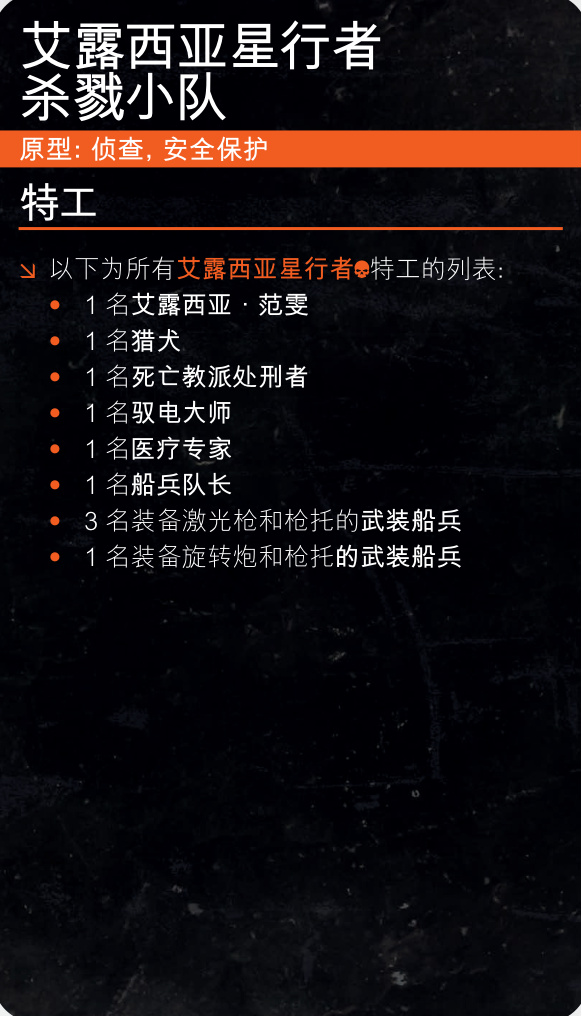 艾露西亚星行者
杀戮小队
原型: 侦查, 安全保护
特工
以下为所有艾露西亚星行者特工的列表:
1 名艾露西亚 · 范雯
1 名猎犬
1 名死亡教派处刑者
1 名驭电大师
1 名医疗专家
1 名船兵队长
3 名装备激光枪和枪托的武装船兵
1 名装备旋转炮和枪托的武装船兵